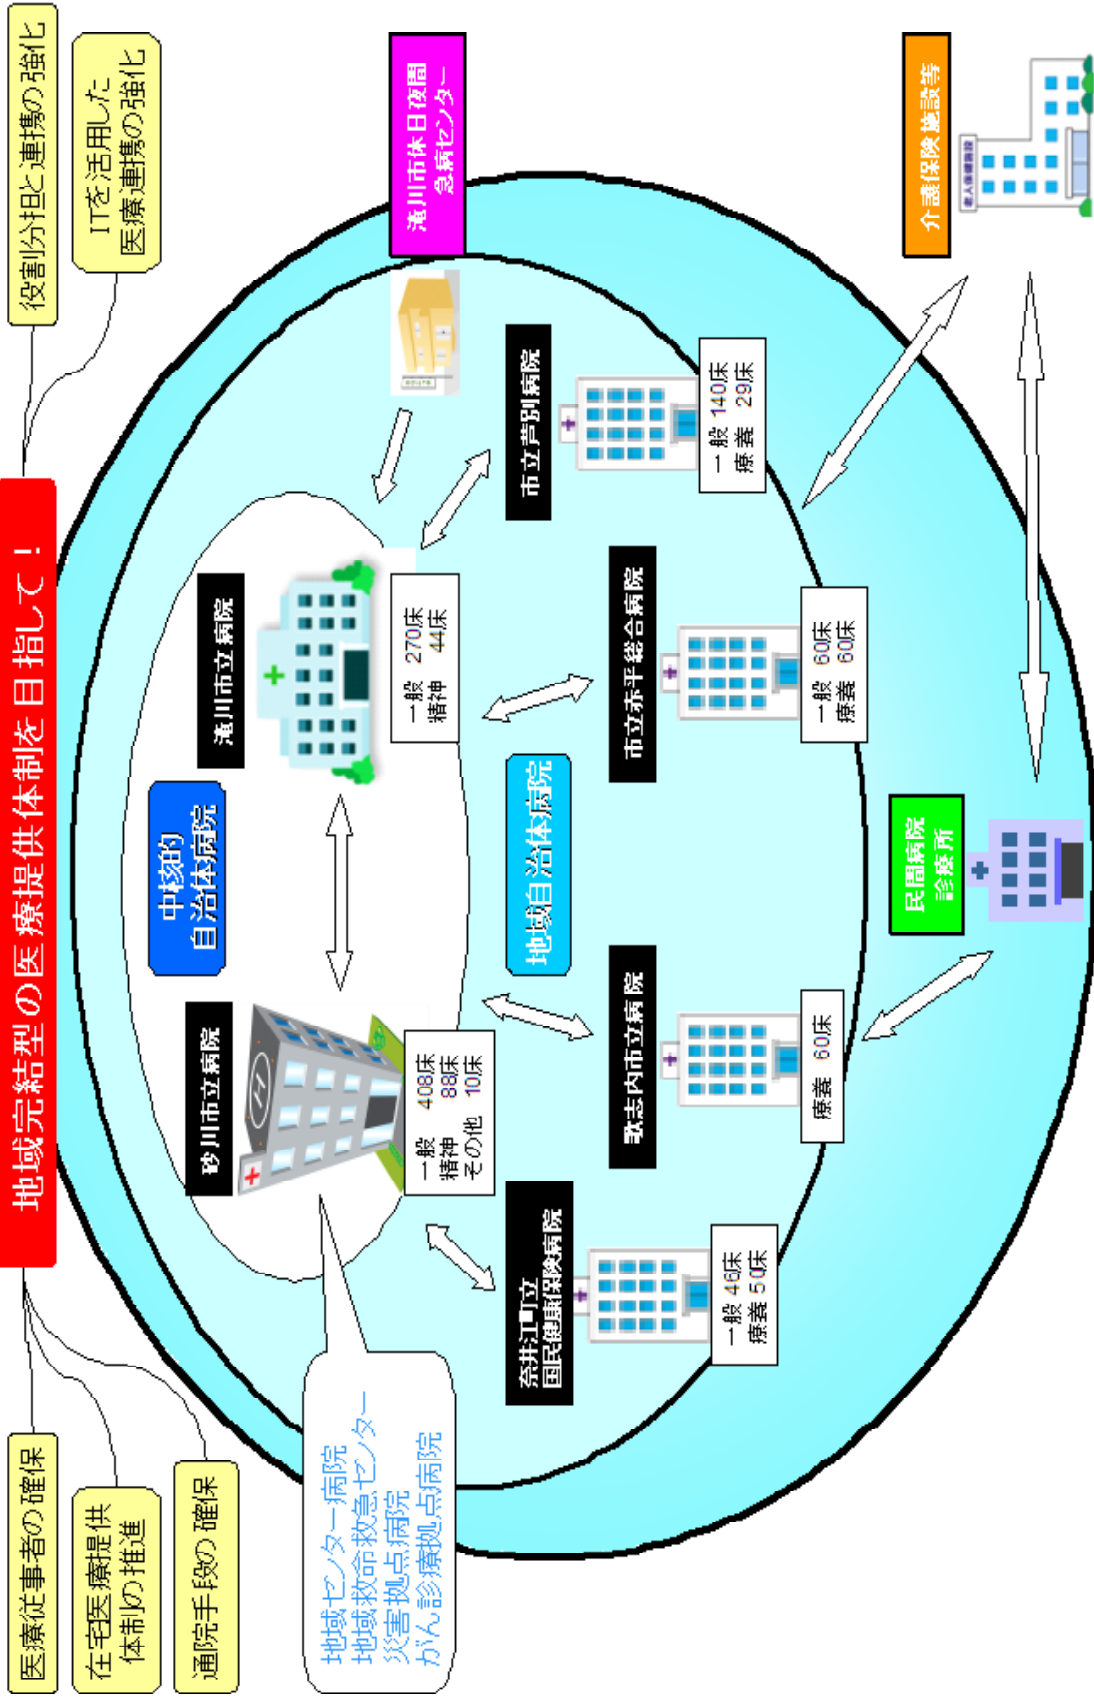 地域完結型の医療提供体制を目指して！
医療従事者の確保
在宅医療提供
体制の推進
通院手段の確保
役割分担と連携の強化
ITを活用した
医療連携の強化
中核的
自治体病院
砂川市立病院
一般 408床
精神 88床
その他 10床
滝川市立病院
一般 270床
精神 44床
地域センター病院
地域救命救急センター
災害拠点病院
がん診療拠点病院
滝川市休日夜間
急病センター
地域自治体病院
奈井江町立
国民健康保険病院
一般 46床
療養 50床
歌志内市立病院
療養 60床
市立赤平総合病院
一般 60床
療養 60床
市立芦別病院
一般 140床
療養 29床
民間病院
診療所
介護保険施設等
老人保健施設